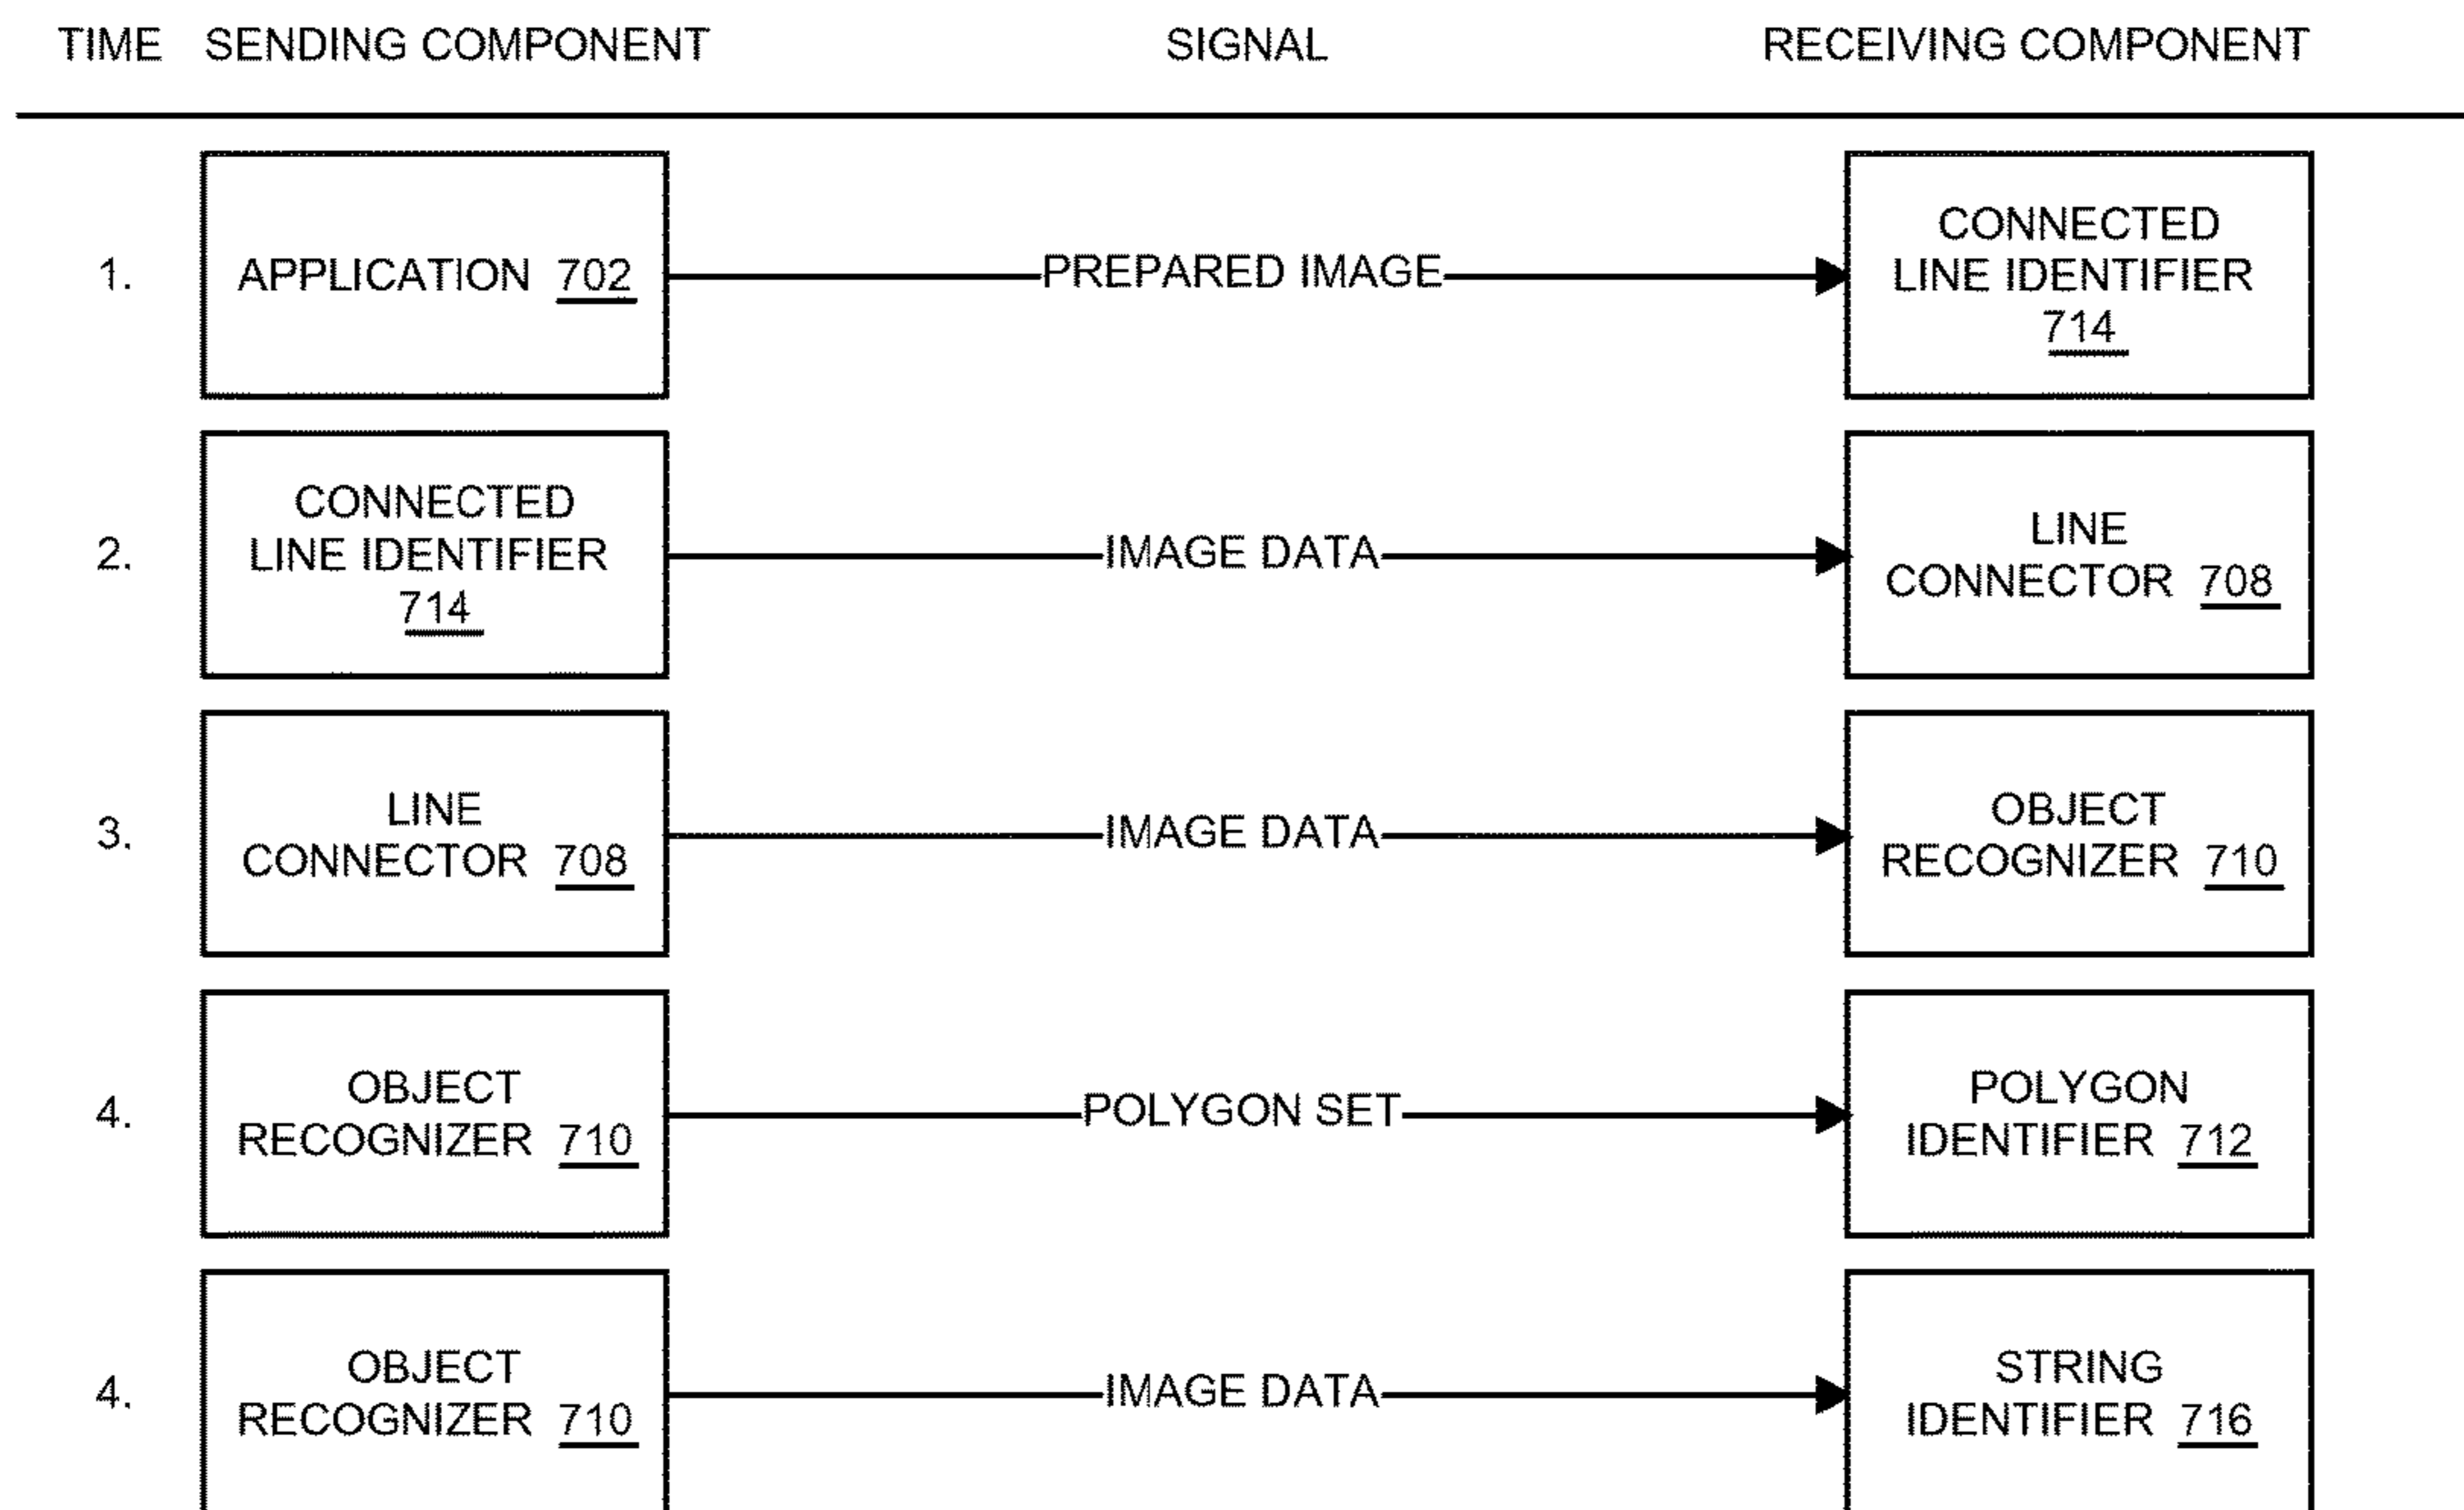 TIME SENDING COMPONENT SIGNAL RECEIVING COMPONENT
1.
APPLICATION 702
PREPARED IMAGE
CONNECTED
LINE IDENTIFIER
714
2.
CONNECTED
LINE IDENTIFIER
714
IMAGE DATA
LINE
CONNECTOR 708
3.
LINE
CONNECTOR 708
IMAGE DATA
OBJECT
RECOGNIZER 710
4.
OBJECT
RECOGNIZER 710
POLYGON SET
POLYGON
IDENTIFIER 712
4.
OBJECT
RECOGNIZER 710
IMAGE DATA
STRING
IDENTIFIER 716